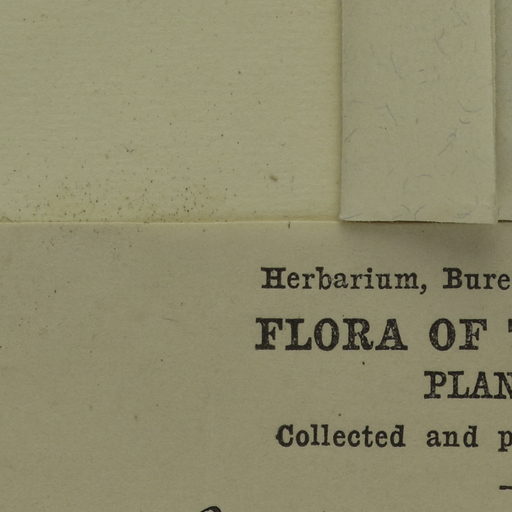 Herbarium, Bure
FLORA OF
PLAN
Collected and p